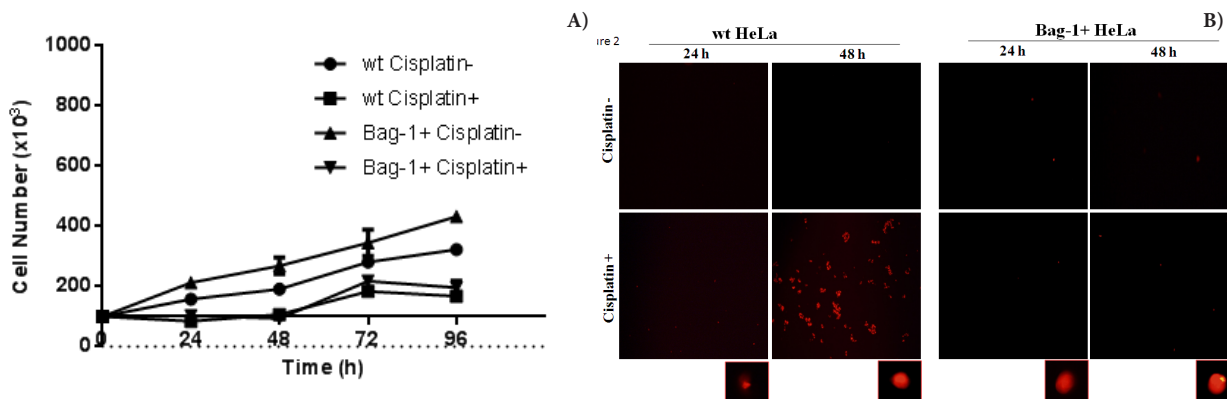 A)
B)
1000
800
600
400
200
0
Cell Number (x10³)
0 24 48 72 96
Time (h)
wt Cisplatin-
wt Cisplatin+
Bag-1+ Cisplatin-
Bag-1+ Cisplatin+
ure 2
wt HeLa
Bag-1+ HeLa
24 h 48 h 24 h 48 h
Cisplatin-
Cisplatin+